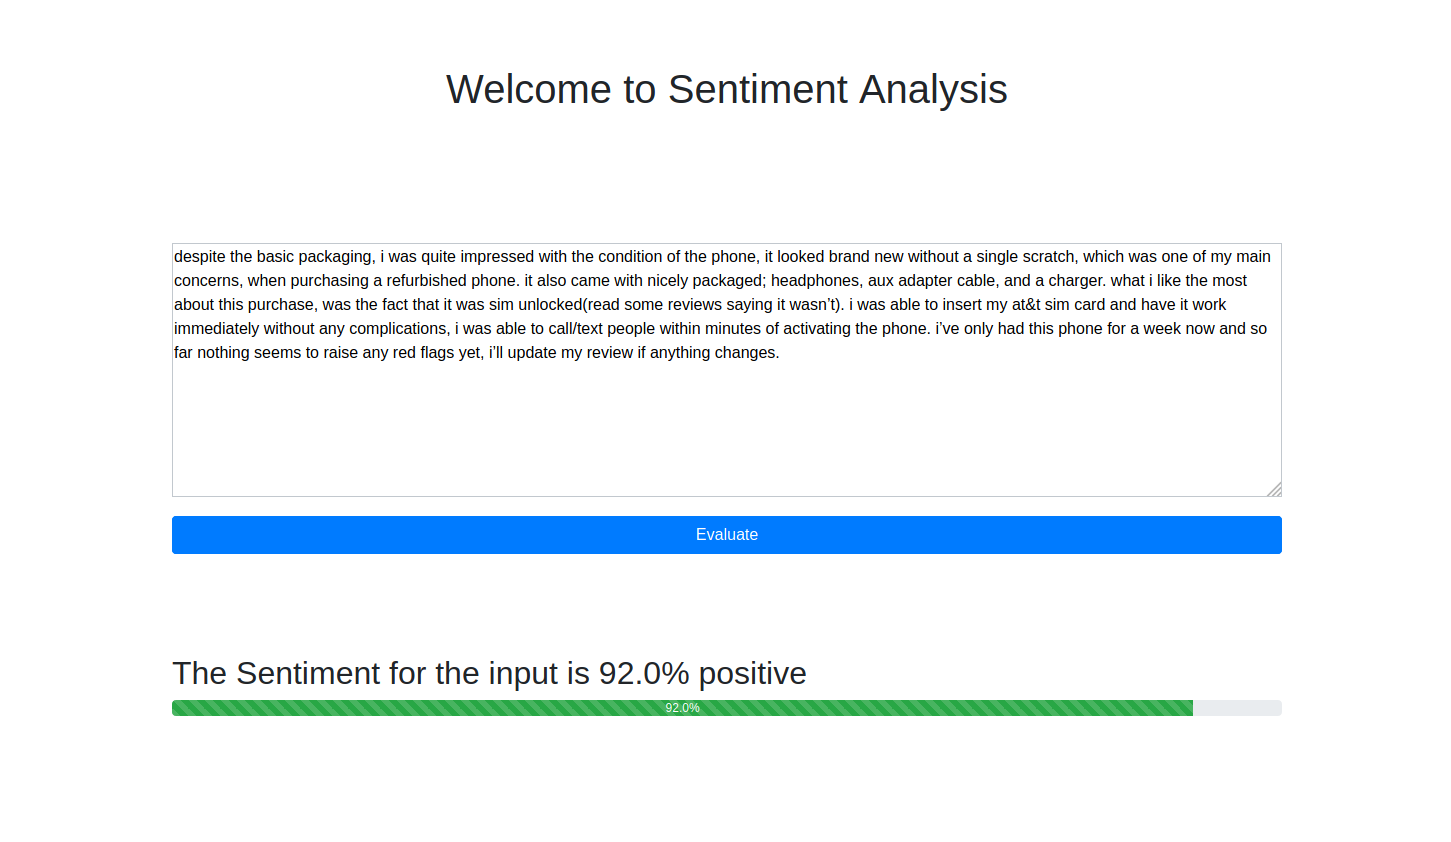 Welcome to Sentiment Analysis
despite the basic packaging, i was quite impressed with the condition of the phone, it looked brand new without a single scratch, which was one of my main
concerns, when purchasing a refurbished phone. it also came with nicely packaged; headphones, aux adapter cable, and a charger. what i like the most
about this purchase, was the fact that it was sim unlocked(read some reviews saying it wasn’t). i was able to insert my at&t sim card and have it work
immediately without any complications, i was able to call/text people within minutes of activating the phone. i’ve only had this phone for a week now and so
far nothing seems to raise any red flags yet, i’ll update my review if anything changes.
Evaluate
The Sentiment for the input is 92.0% positive
92.0%